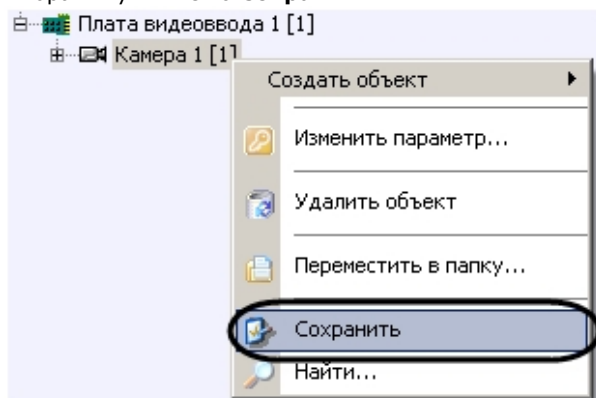 Плата видеоввода 1 [1]
Камера 1 [1]
Создать объект
Изменить параметр...
Удалить объект
Переместить в папку...
Сохранить
Найти...